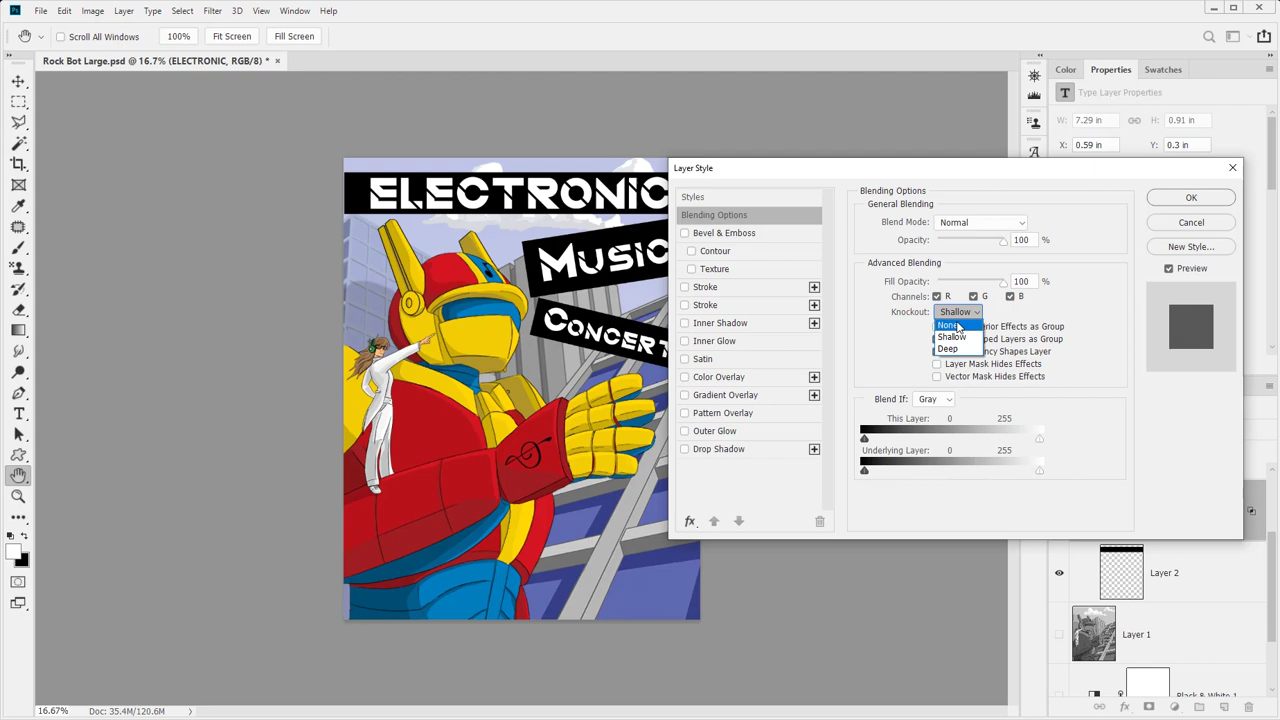 Ps File Edit Image Layer Type Select Filter 3D View Window Help
Scroll All Windows 100% Fit Screen Fill Screen
Rock Bot Large.psd @ 16.7% (ELECTRONIC, RGB/8) * ×
Color Properties Swatches
T Type Layer Properties
W: 7.29 in H: 0.91 in
X: 0.59 in Y: 0.3 in
ELECTRONIC
MUSIC
CONCERT
Layer Style
Styles
Blending Options
Bevel & Emboss
Contour
Texture
Stroke
Stroke
Inner Shadow
Inner Glow
Satin
Color Overlay
Gradient Overlay
Pattern Overlay
Outer Glow
Drop Shadow
fx
Blending Options
General Blending
Blend Mode: Normal
Opacity: 100 %
Advanced Blending
Fill Opacity: 100 %
Channels: R G B
Knockout: Shallow
None
Shallow
Deep
rior Effects as Group
ped Layers as Group
ncy Shapes Layer
Layer Mask Hides Effects
Vector Mask Hides Effects
Blend If: Gray
This Layer: 0 255
Underlying Layer: 0 255
OK
Cancel
New Style...
Preview
Layer 2
Layer 1
Black & White 1
fx
16.67% Doc: 35.4M/120.6M